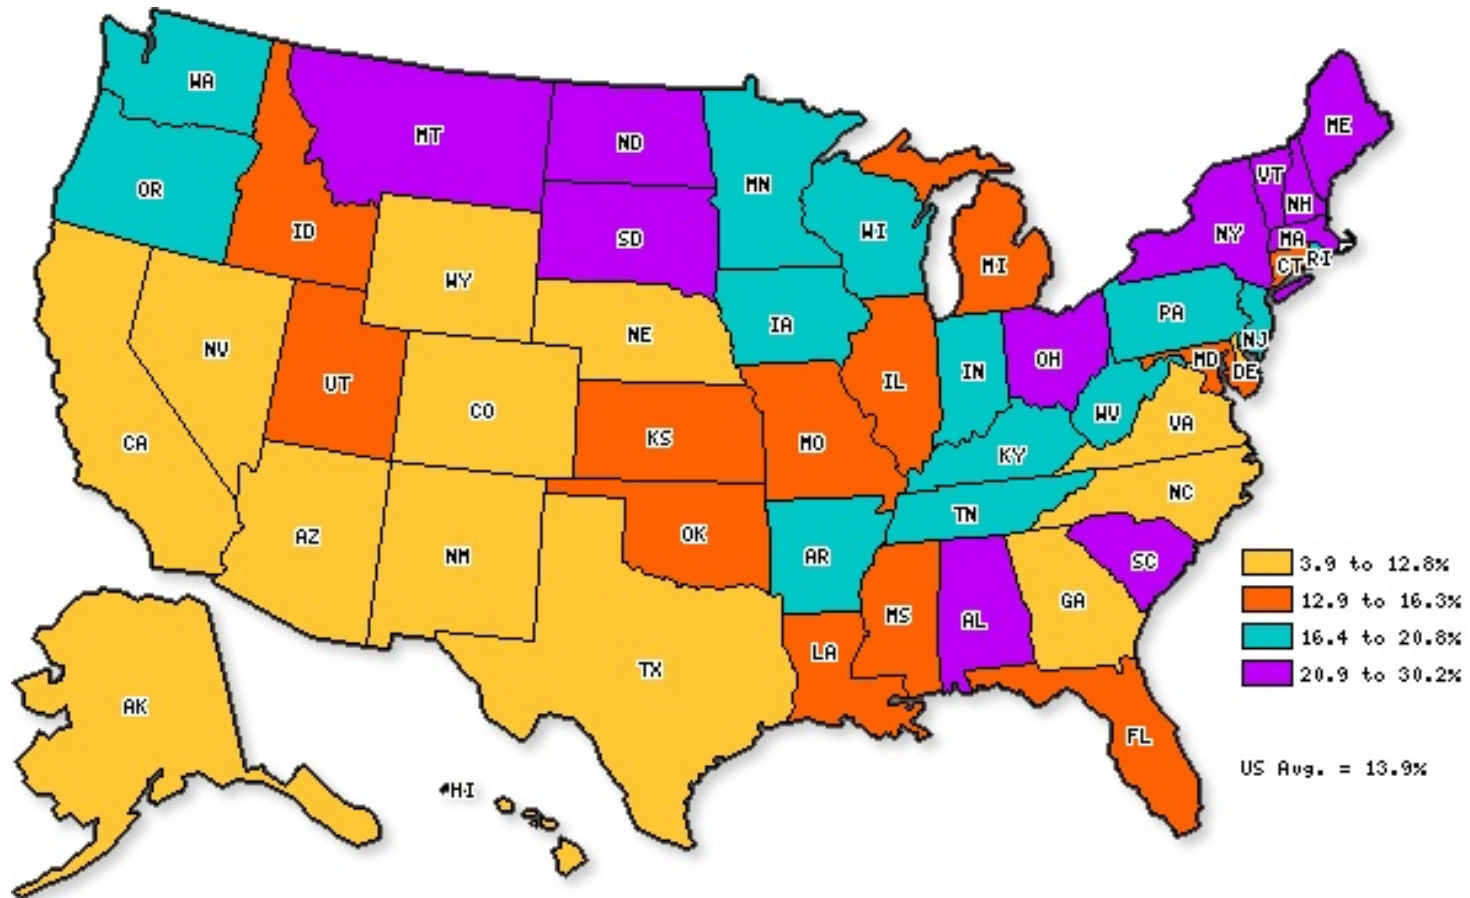 WA
MT
ND
MN
ME
VT
NH
OR
ID
SD
WI
NY
MA
RI
CT
WY
MI
NE
IA
PA
NJ
NV
UT
CO
IL
IN
OH
MD
DE
WV
VA
CA
KS
MO
KY
NC
AZ
NM
OK
AR
TN
SC
MS
AL
GA
TX
LA
AK
FL
HI
3.9 to 12.8%
12.9 to 16.3%
16.4 to 20.8%
20.9 to 30.2%
US Avg. = 13.9%